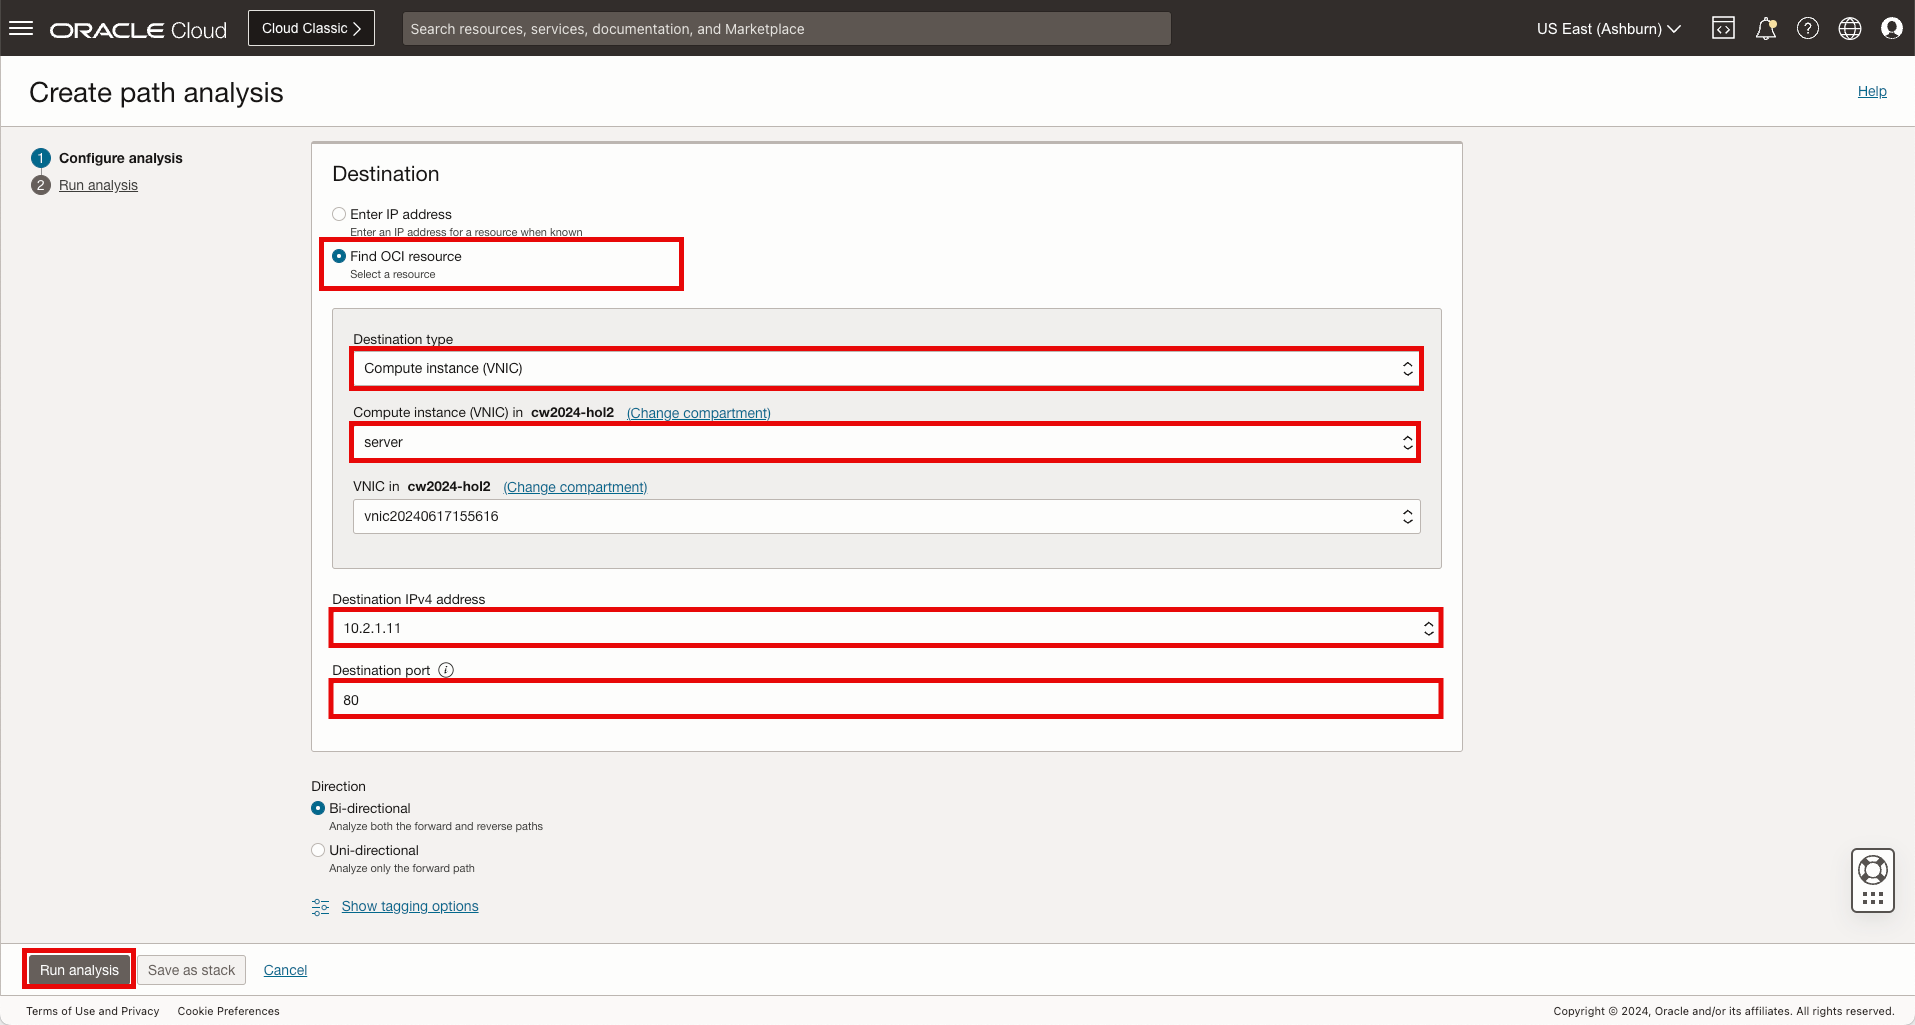 ORACLE Cloud
Cloud Classic
Search resources, services, documentation, and Marketplace
US East (Ashburn)
Create path analysis
Help
1 Configure analysis
2 Run analysis
Destination
Enter IP address
Enter an IP address for a resource when known
Find OCI resource
Select a resource
Destination type
Compute instance (VNIC)
Compute instance (VNIC) in cw2024-hol2 (Change compartment)
server
VNIC in cw2024-hol2 (Change compartment)
vnic20240617155616
Destination IPv4 address
10.2.1.11
Destination port i
80
Direction
Bi-directional
Analyze both the forward and reverse paths
Uni-directional
Analyze only the forward path
Show tagging options
Run analysis Save as stack Cancel
Terms of Use and Privacy Cookie Preferences
Copyright © 2024, Oracle and/or its affiliates. All rights reserved.